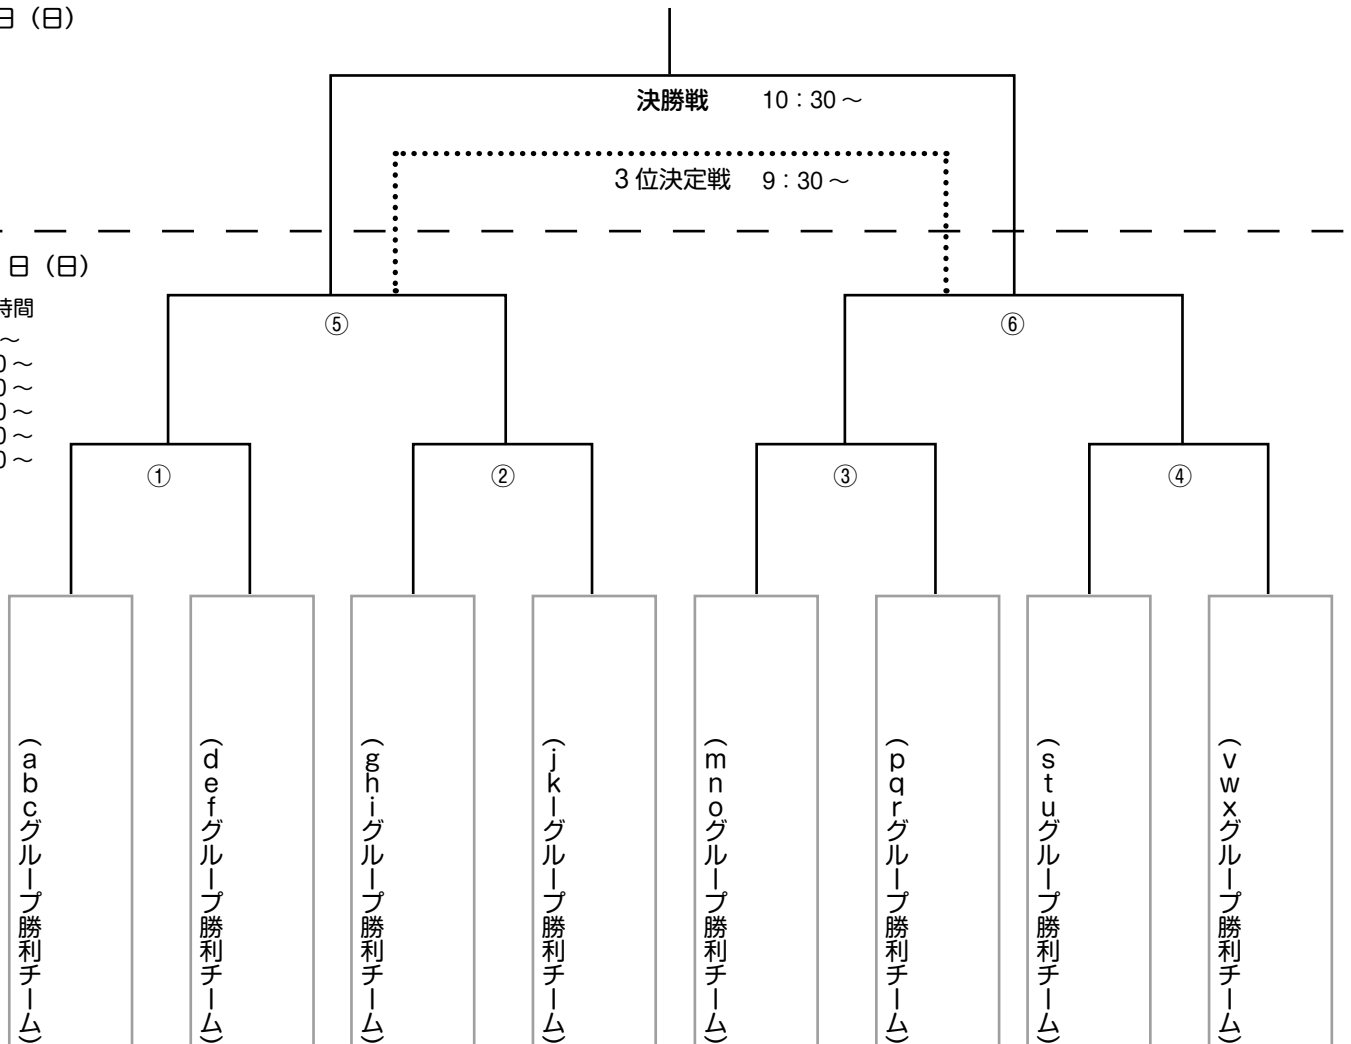 日（日）
決勝戦 10：30～
3位決定戦 9：30～
日（日）
時間
～
0～
0～
0～
0～
0～
⑤
⑥
①
②
③
④
（abcグループ勝利チーム）
（defグループ勝利チーム）
（ghiグループ勝利チーム）
（jklグループ勝利チーム）
（mnoグループ勝利チーム）
（pqrグループ勝利チーム）
（stuグループ勝利チーム）
（vwxグループ勝利チーム）